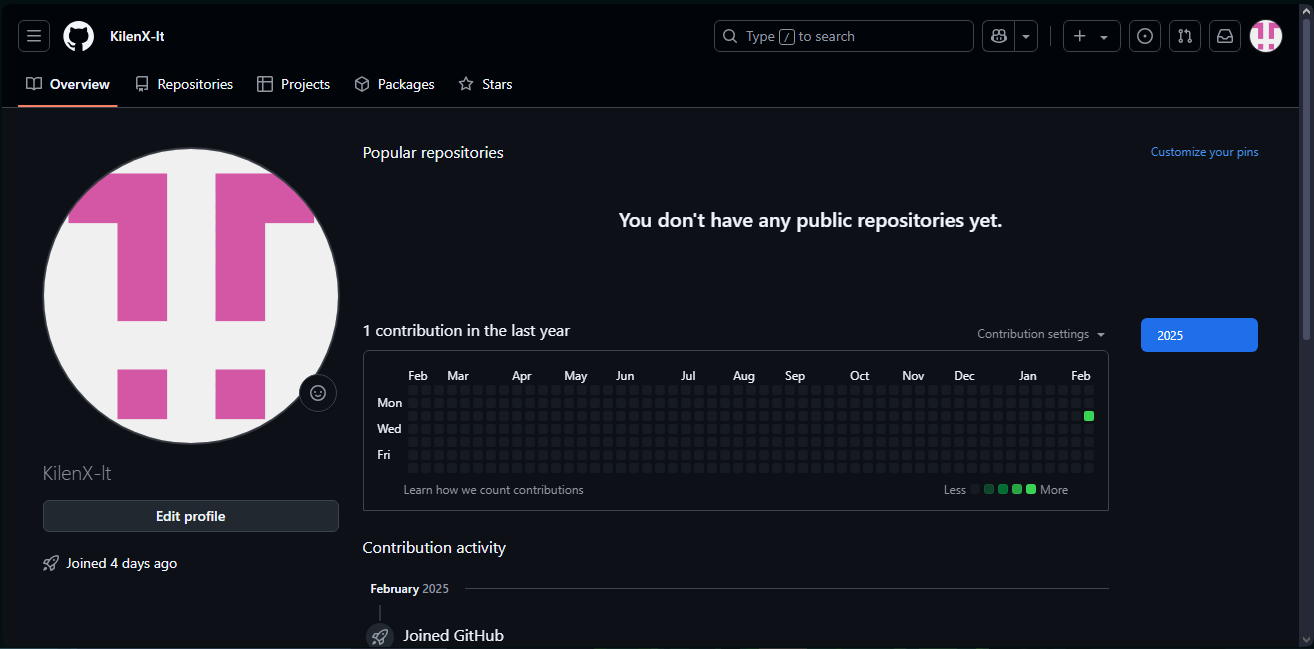 KilenX-lt
Type / to search
Overview
Repositories
Projects
Packages
Stars
KilenX-lt
Edit profile
Joined 4 days ago
Popular repositories
Customize your pins
You don't have any public repositories yet.
1 contribution in the last year
Contribution settings
2025
Feb Mar Apr May Jun Jul Aug Sep Oct Nov Dec Jan Feb
Mon
Wed
Fri
Learn how we count contributions
Less More
Contribution activity
February 2025
Joined GitHub